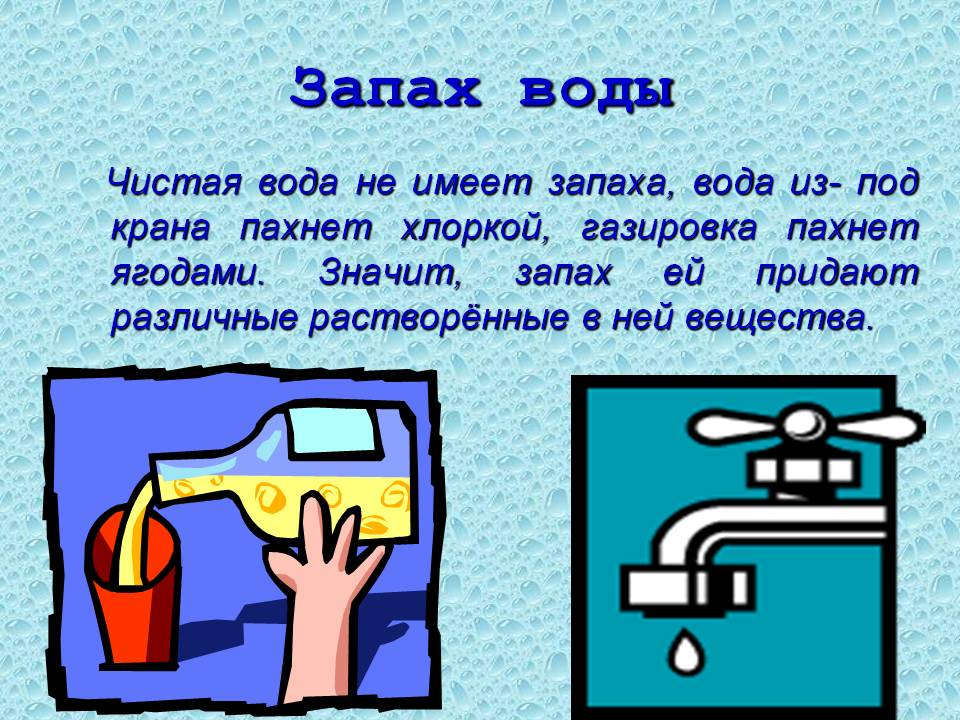 Запах воды
Чистая вода не имеет запаха, вода из- под
крана пахнет хлоркой, газировка пахнет
ягодами. Значит, запах ей придают
различные растворённые в ней вещества.